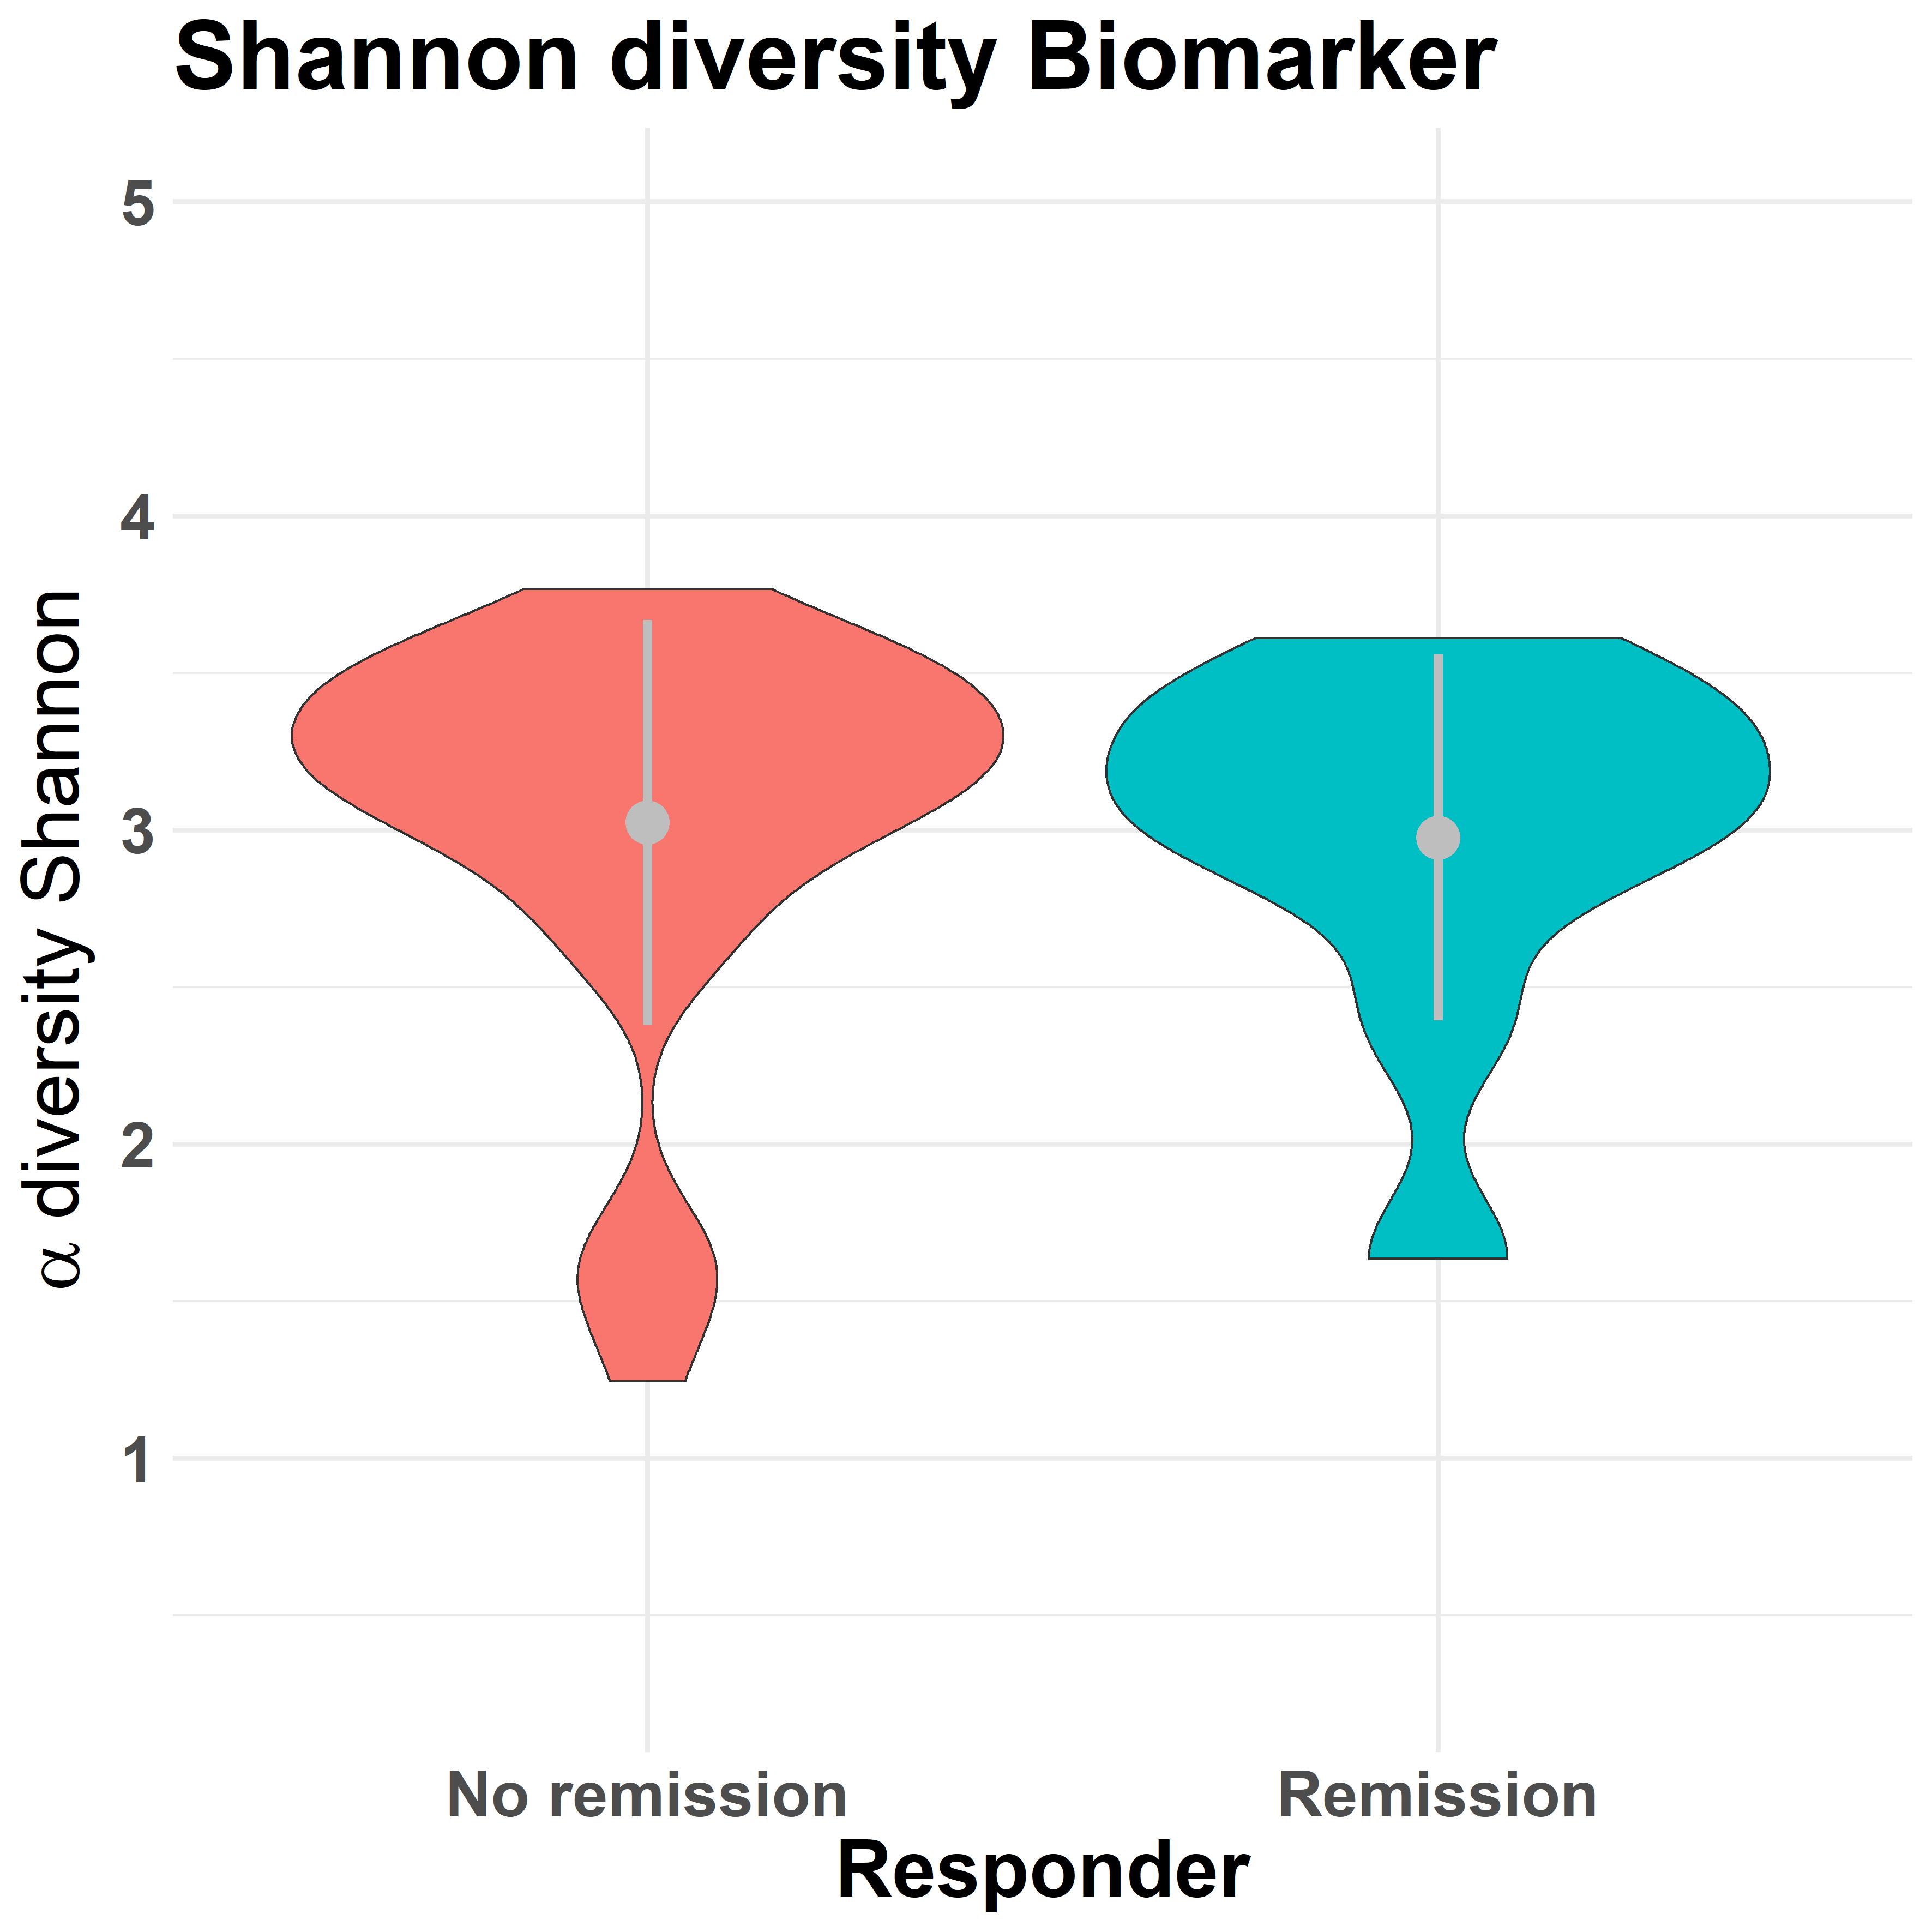 Shannon diversity Biomarker
5
4
3
2
1
α diversity Shannon
No remission
Remission
Responder